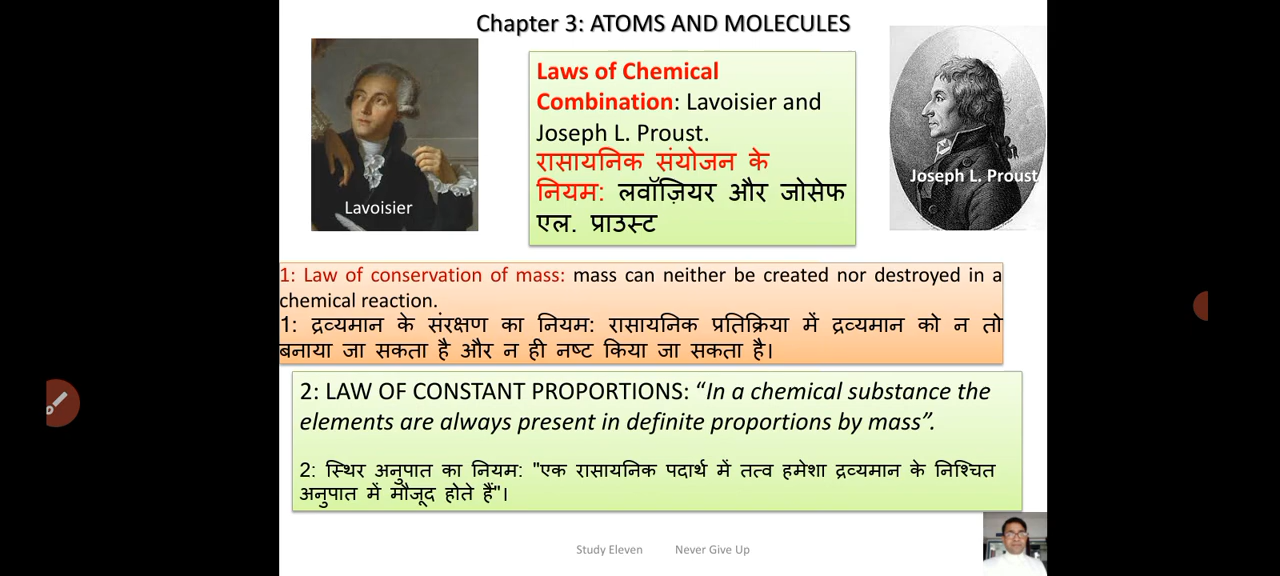 Chapter 3: ATOMS AND MOLECULES
Lavoisier
Laws of Chemical
Combination: Lavoisier and
Joseph L. Proust.
रासायनिक संयोजन के
नियम: लवॉज़ियर और जोसेफ
एल. प्राउस्ट
Joseph L. Proust
1: Law of conservation of mass: mass can neither be created nor destroyed in a
chemical reaction.
1: द्रव्यमान के संरक्षण का नियम: रासायनिक प्रतिक्रिया में द्रव्यमान को न तो
बनाया जा सकता है और न ही नष्ट किया जा सकता है।
2: LAW OF CONSTANT PROPORTIONS: “In a chemical substance the
elements are always present in definite proportions by mass”.
2: स्थिर अनुपात का नियम: "एक रासायनिक पदार्थ में तत्व हमेशा द्रव्यमान के निश्चित
अनुपात में मौजूद होते हैं"।
Study Eleven Never Give Up